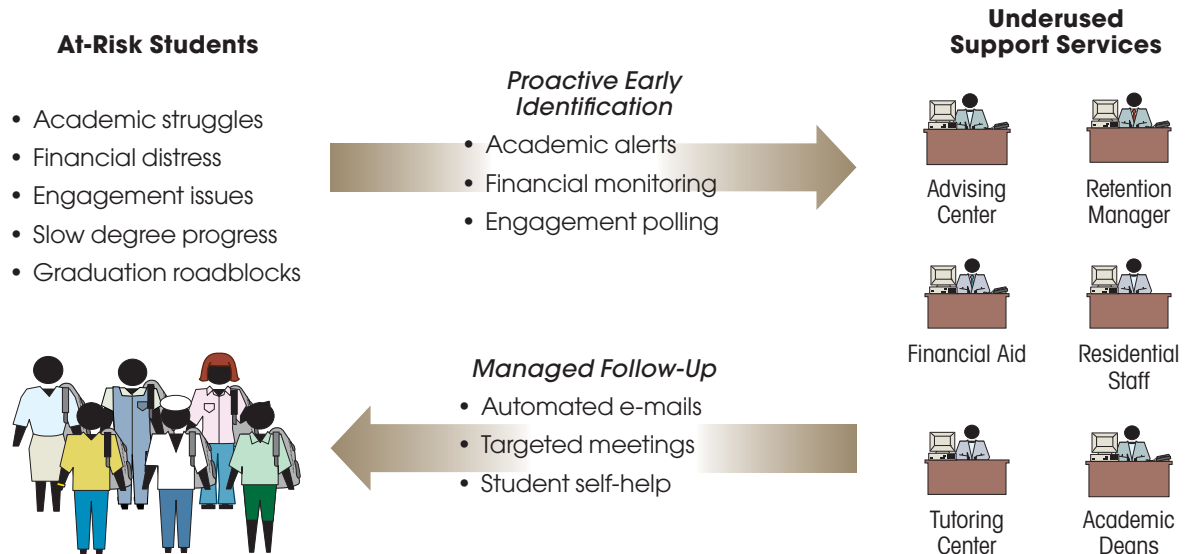 At-Risk Students
• Academic struggles
• Financial distress
• Engagement issues
• Slow degree progress
• Graduation roadblocks
Proactive Early
Identification
• Academic alerts
• Financial monitoring
• Engagement polling
Managed Follow-Up
• Automated e-mails
• Targeted meetings
• Student self-help
Underused
Support Services
Advising
Center
Retention
Manager
Financial Aid
Residential
Staff
Tutoring
Center
Academic
Deans